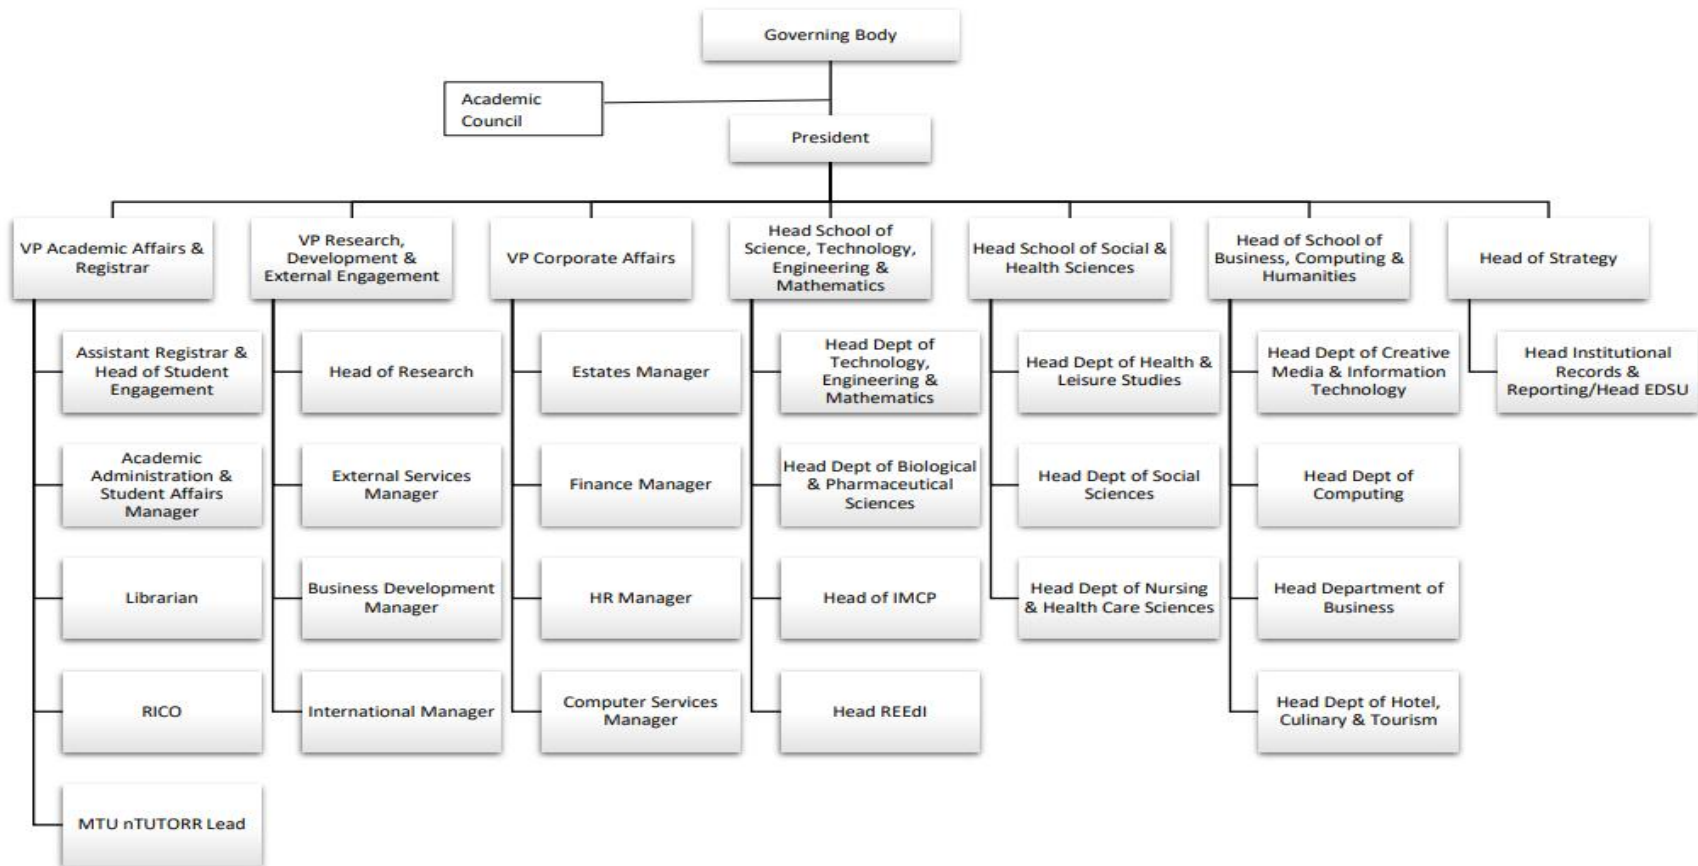 Governing Body
Academic
Council
President
VP Academic Affairs &
Registrar
VP Research,
Development &
External Engagement
VP Corporate Affairs
Head School of
Science, Technology,
Engineering &
Mathematics
Head School of Social &
Health Sciences
Head of School of
Business, Computing &
Humanities
Head of Strategy
Assistant Registrar &
Head of Student
Engagement
Head of Research
Estates Manager
Head Dept of
Technology,
Engineering &
Mathematics
Head Dept of Health &
Leisure Studies
Head Dept of Creative
Media & Information
Technology
Head Institutional
Records &
Reporting/Head EDSU
Academic
Administration &
Student Affairs
Manager
External Services
Manager
Finance Manager
Head Dept of Biological
& Pharmaceutical
Sciences
Head Dept of Social
Sciences
Head Dept of
Computing
Librarian
Business Development
Manager
HR Manager
Head of IMCP
Head Dept of Nursing
& Health Care Sciences
Head Department of
Business
RICO
International Manager
Computer Services
Manager
Head REEdI
Head Dept of Hotel,
Culinary & Tourism
MTU nTUTORR Lead